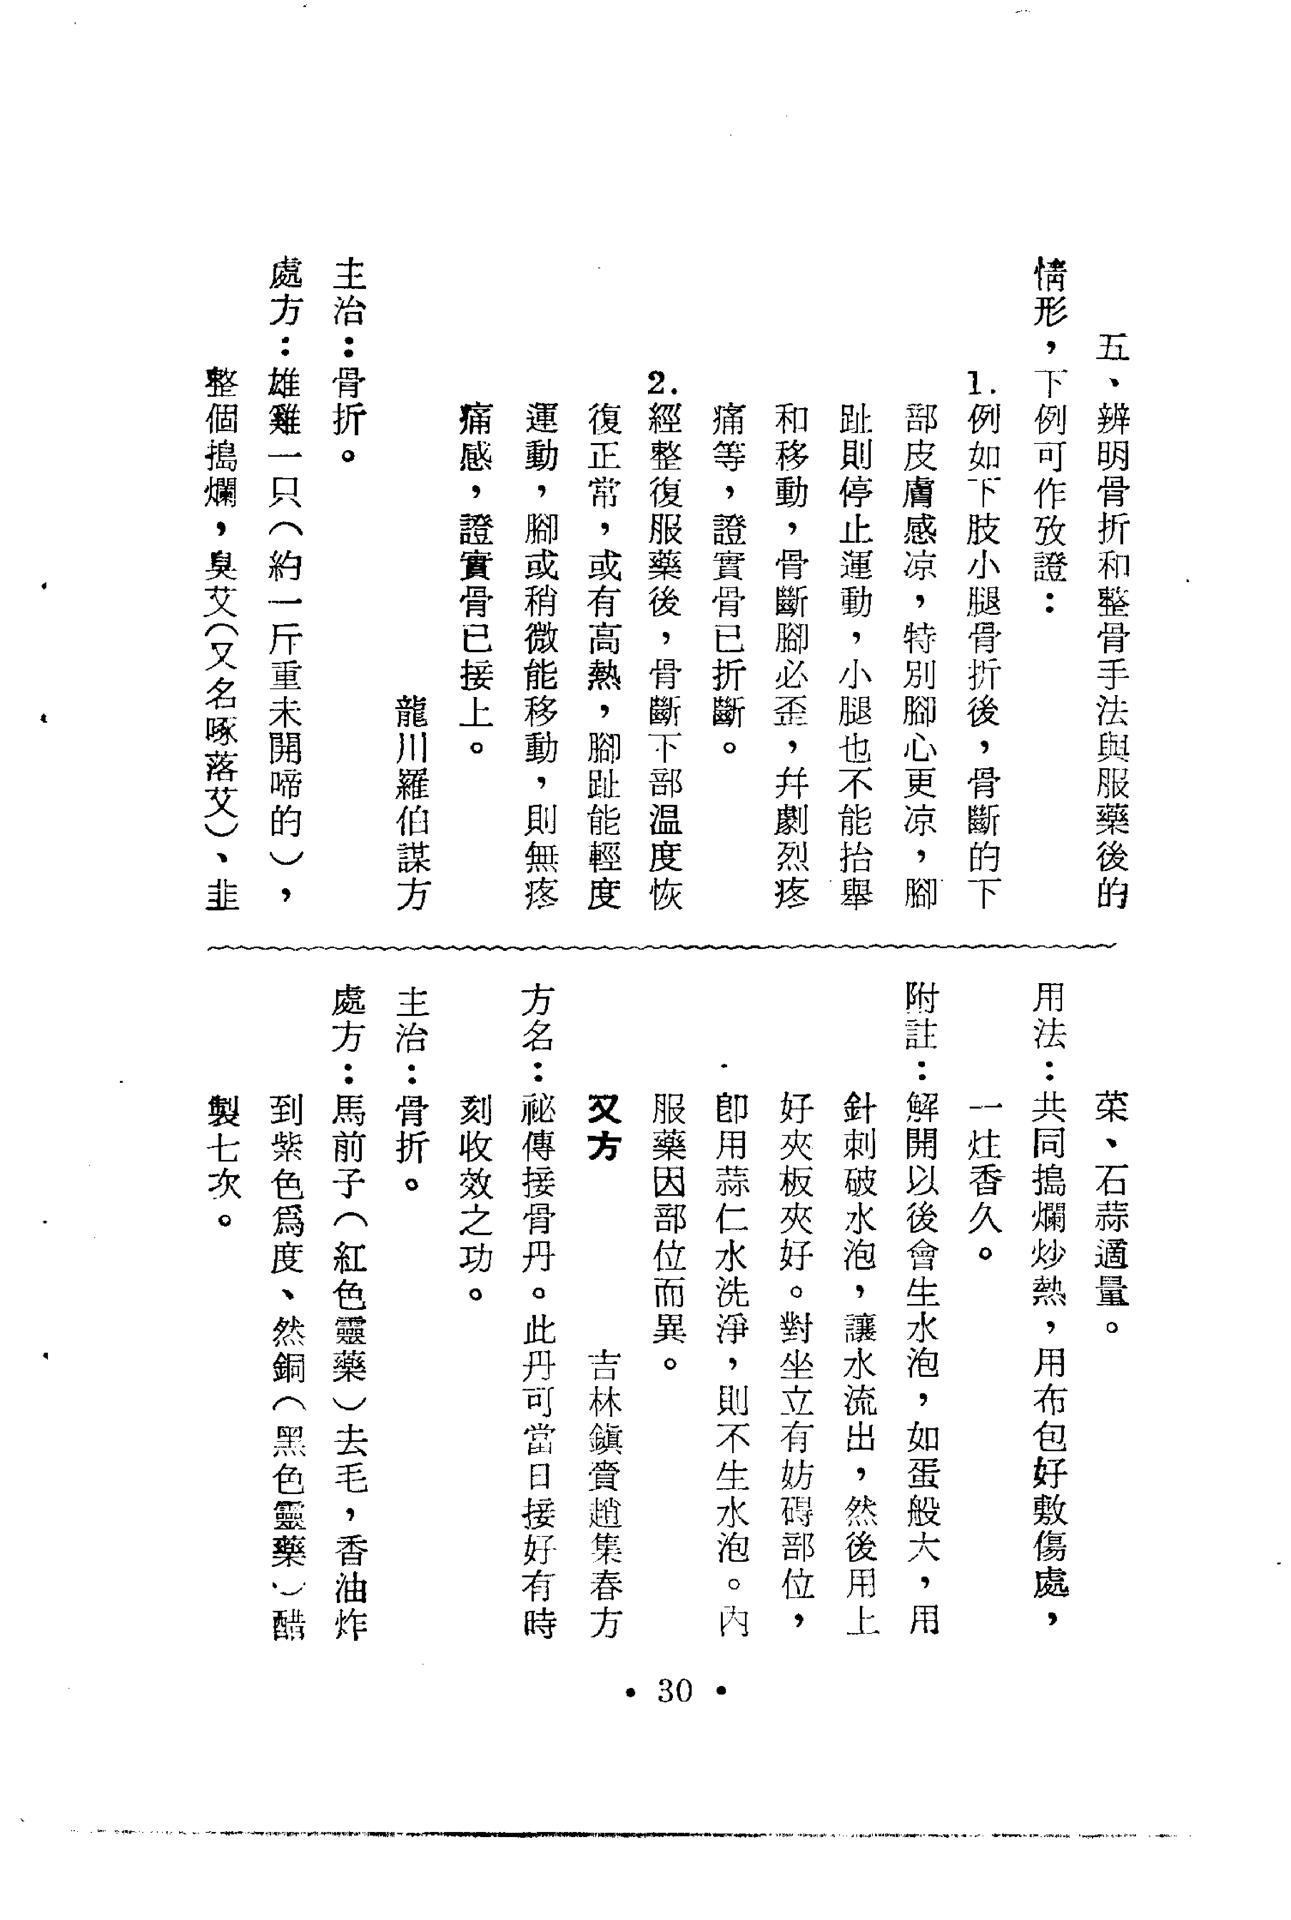 五、辨明骨折和整骨手法與服藥後的
情形，下例可作攷證：
1.例如下肢小腿骨折後，骨斷的下
部皮膚感凉，特別腳心更凉，腳
趾則停止運動，小腿也不能抬舉
和移動，骨斷腳必歪，幷劇烈疼
痛等，證實骨已折斷。
2.經整復服藥後，骨斷下部温度恢
復正常，或有高熱，腳趾能輕度
運動，腳或稍微能移動，則無疼
痛感，證實骨已接上。
龍川羅伯謀方
主治：骨折。
處方：雄雞一只（約一斤重未開啼的），
整個搗爛，臭艾（又名啄落艾）、韭
菜、石蒜適量。
用法：共同搗爛炒熱，用布包好敷傷處，
一炷香久。
附註：解開以後會生水泡，如蛋般大，用
針刺破水泡，讓水流出，然後用上
好夾板夾好。對坐立有妨碍部位，
卽用蒜仁水洗淨，則不生水泡。內
服藥因部位而異。
又方　吉林鎭賚趙集春方
方名：祕傳接骨丹。此丹可當日接好有時
刻收效之功。
主治：骨折。
處方：馬前子（紅色靈藥）去毛，香油炸
到紫色爲度、然銅（黑色靈藥）醋
製七次。
• 30 •